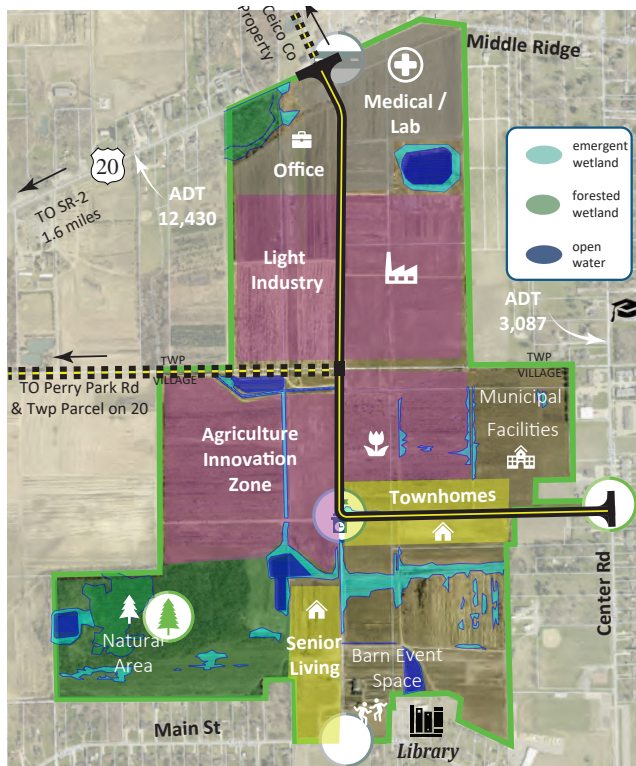 Ceico Co
Property
Middle Ridge
Medical /
Lab
20
Office
emergent
wetland
forested
wetland
open
water
ADT
12,430
TO SR-2
1.6 miles
Light
Industry
ADT
3,087
TWP
VILLAGE
TWP
VILLAGE
TO Perry Park Rd
& Twp Parcel on 20
Municipal
Facilities
Agriculture
Innovation
Zone
Townhomes
Center Rd
Natural
Area
Senior
Living
Barn Event
Space
Main St
Library